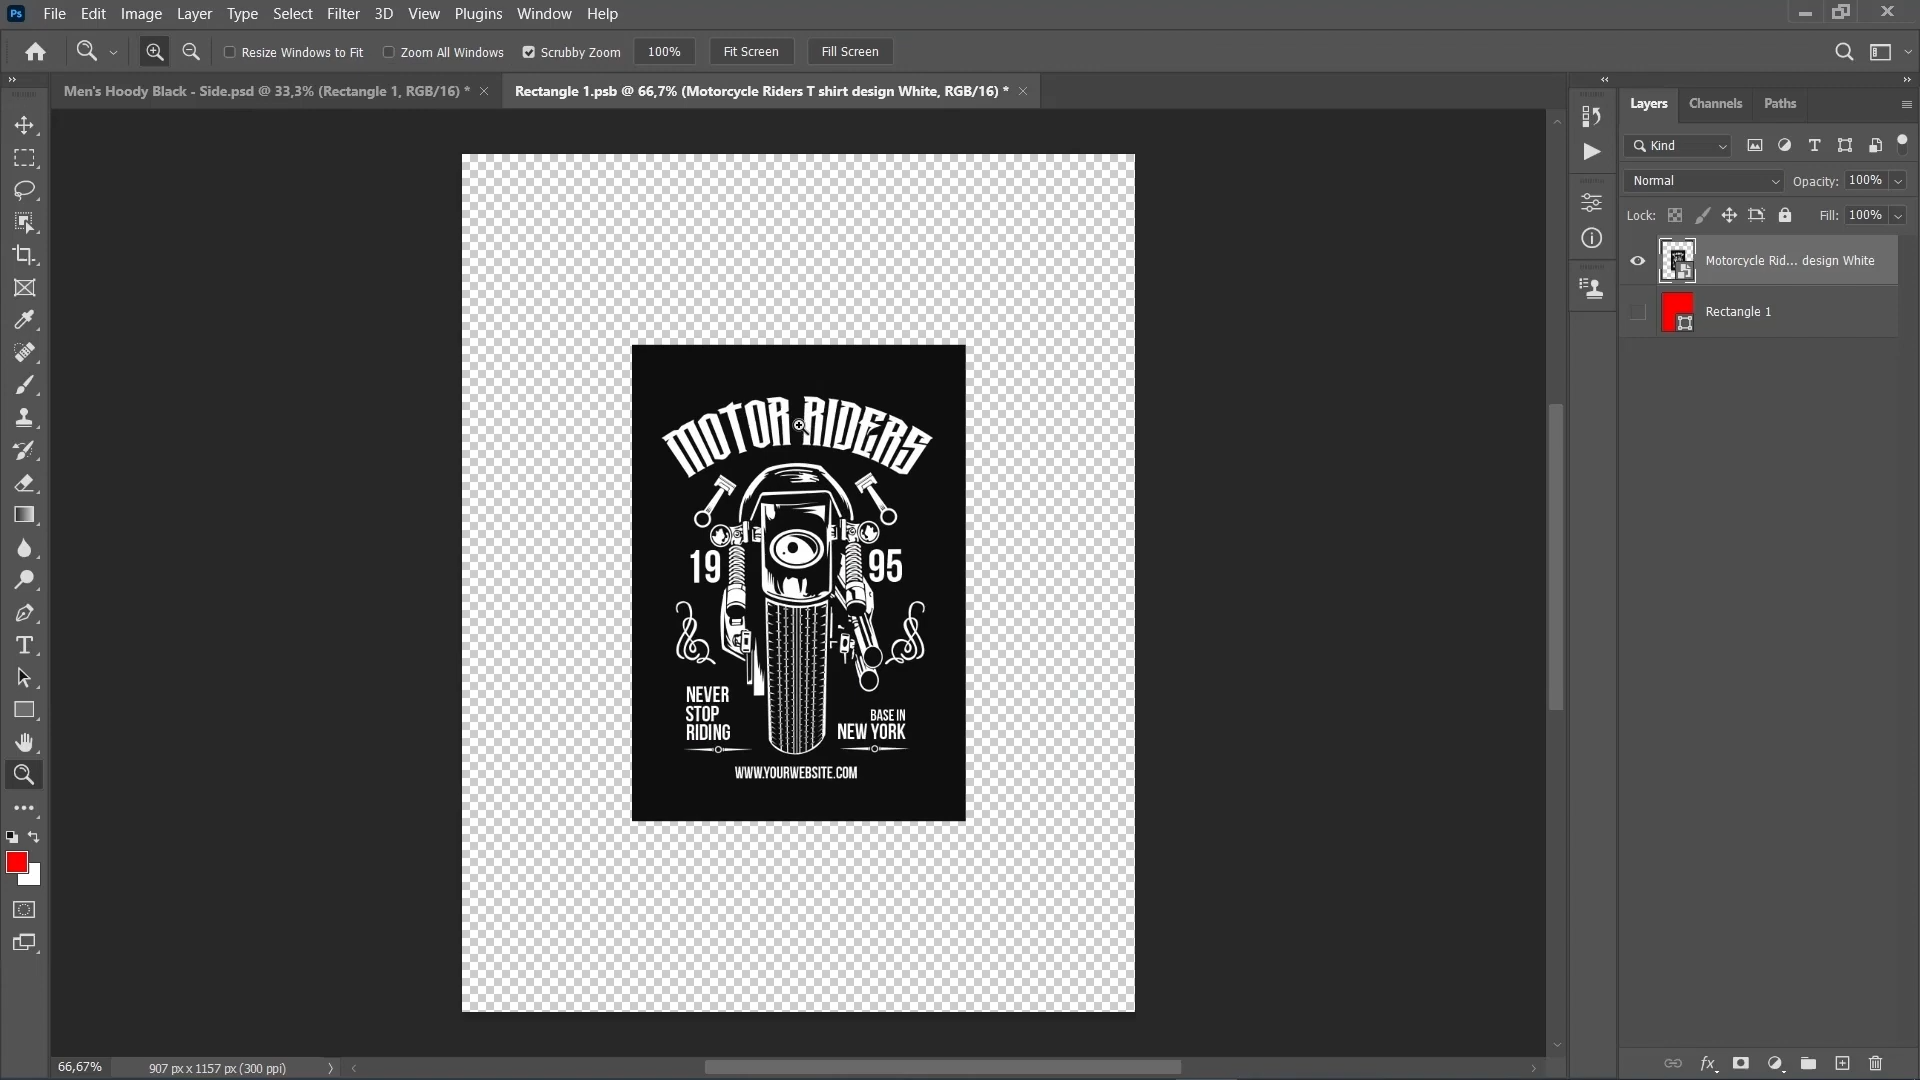 Ps File Edit Image Layer Type Select Filter 3D View Plugins Window Help
Resize Windows to Fit Zoom All Windows Scrubby Zoom 100% Fit Screen Fill Screen
Men's Hoody Black - Side.psd @ 33,3% (Rectangle 1, RGB/16) *
Rectangle 1.psb @ 66,7% (Motorcycle Riders T shirt design White, RGB/16) *
Layers Channels Paths
Kind
Normal Opacity: 100%
Lock: Fill: 100%
Motorcycle Rid... design White
Rectangle 1
MOTOR RIDERS
19 95
NEVER
STOP
RIDING
BASE IN
NEW YORK
WWW.YOURWEBSITE.COM
66,67% 907 px x 1157 px (300 ppi)
fx